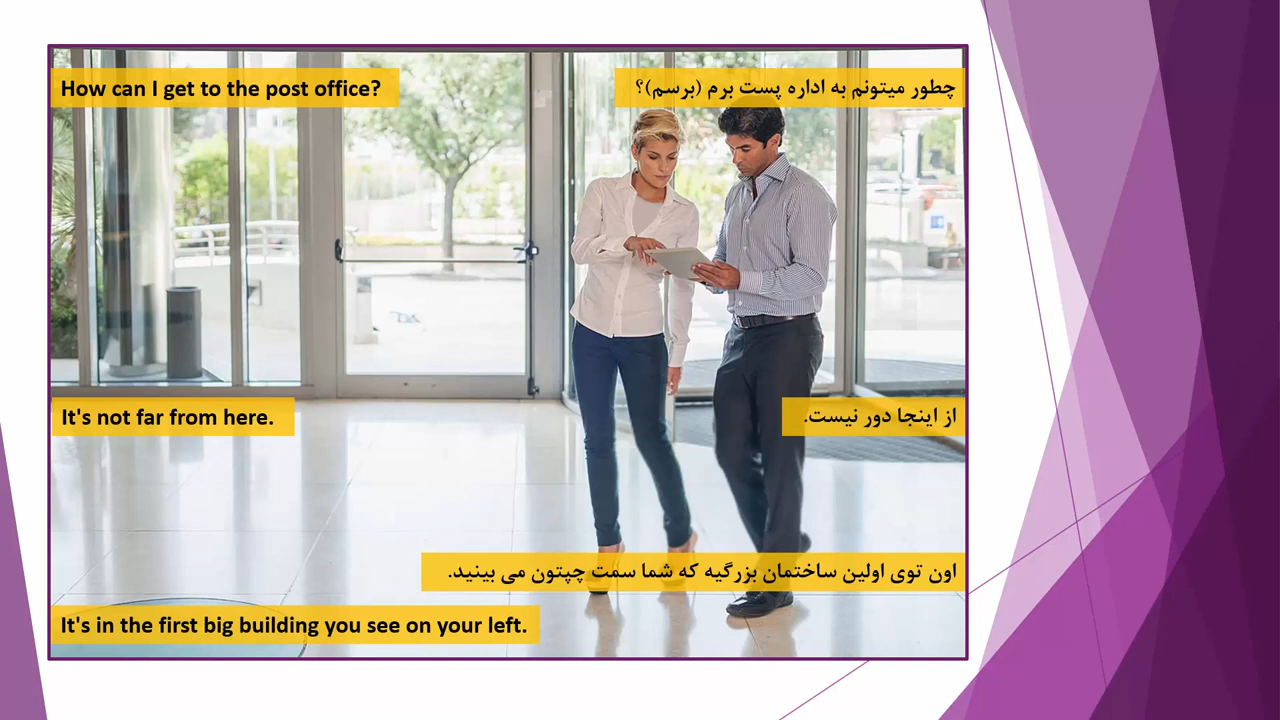 How can I get to the post office?
چطور میتونم به اداره پست برم (برسم)؟
It's not far from here.
از اینجا دور نیست.
اون توی اولین ساختمان بزرگیه که شما سمت چپتون می بینید.
It's in the first big building you see on your left.